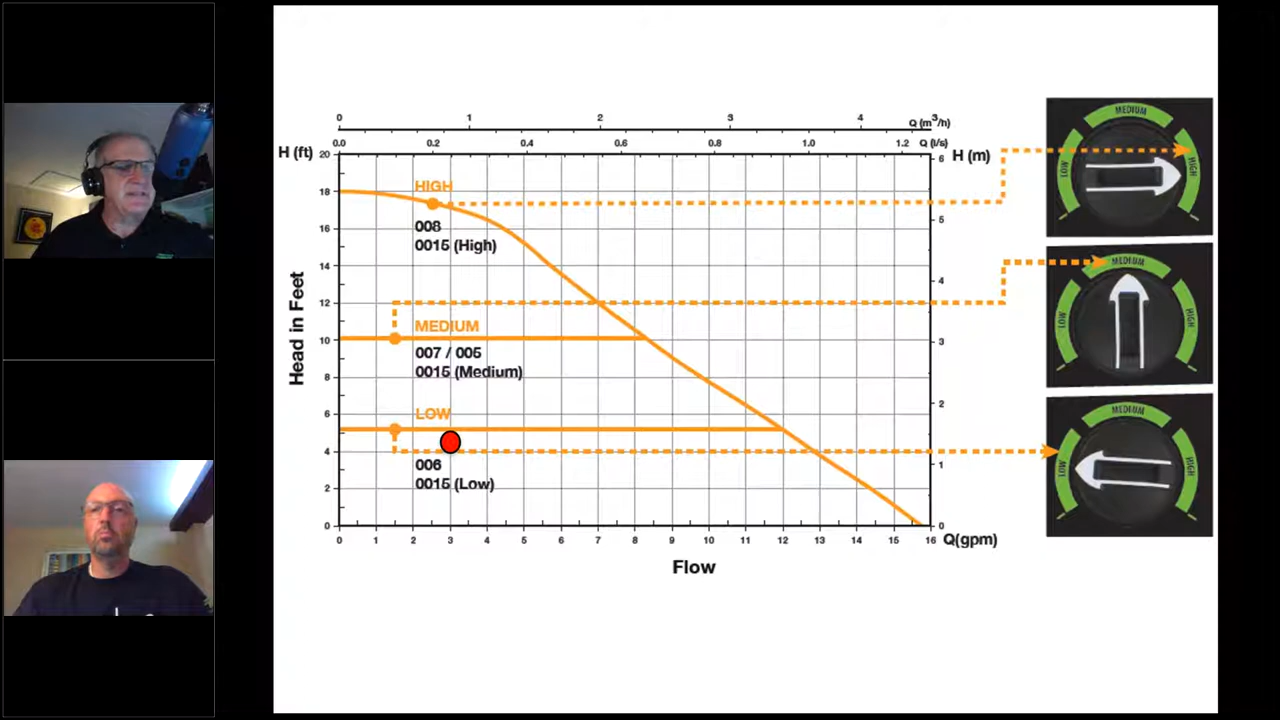 0 1 2 3 4 3
Q (m³/h)
0.0 0.2 0.4 0.6 0.8 1.0 1.2 Q (l/s)
H (ft)
H (m)
20
18
16
14
12
10
8
6
4
2
0
6
5
4
3
2
1
0
HIGH
008
0015 (High)
MEDIUM
007 / 005
0015 (Medium)
LOW
006
0015 (Low)
Head in Feet
0 1 2 3 4 5 6 7 8 9 10 11 12 13 14 15 16 Q(gpm)
Flow
MEDIUM
LOW
HIGH
MEDIUM
LOW
HIGH
MEDIUM
LOW
HIGH